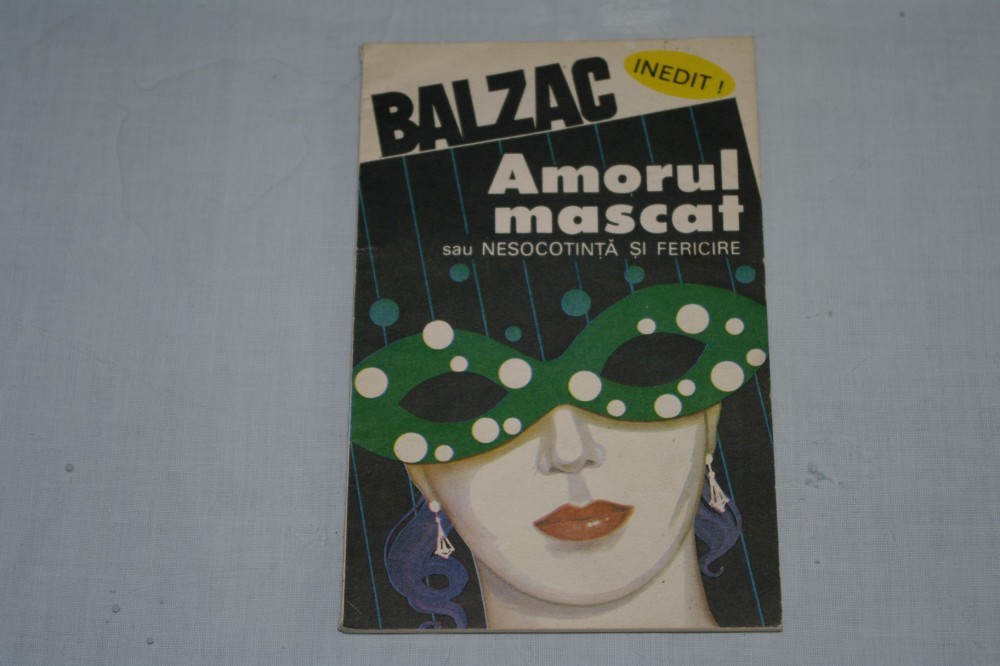 BALZAC
INEDIT !
Amorul
mascat
sau NESOCOTINȚĂ ȘI FERICIRE